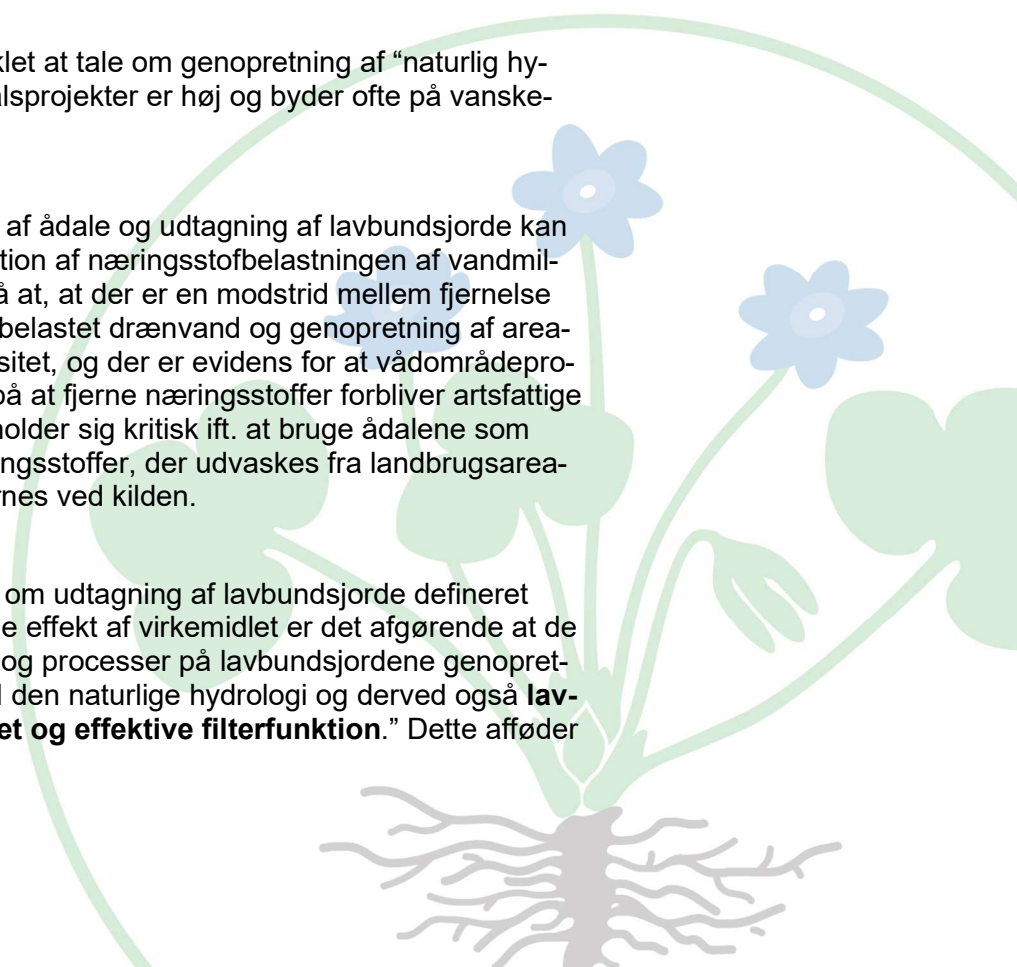 klet at tale om genopretning af “naturlig hy-
alsprojekter er høj og byder ofte på vanske-
af ådale og udtagning af lavbundsjorde kan
tion af næringsstofbelastningen af vandmil-
å at, at der er en modstrid mellem fjernelse
belastet drænvand og genopretning af area-
sitet, og der er evidens for at vådområdepro-
på at fjerne næringsstoffer forbliver artsfattige
holder sig kritisk ift. at bruge ådalene som
ngsstoffer, der udvaskes fra landbrugsarea-
rnes ved kilden.
om udtagning af lavbundsjorde defineret
e effekt af virkemidlet er det afgørende at de
og processer på lavbundsjordene genopret-
l den naturlige hydrologi og derved også lav-
et og effektive filterfunktion.” Dette afføder